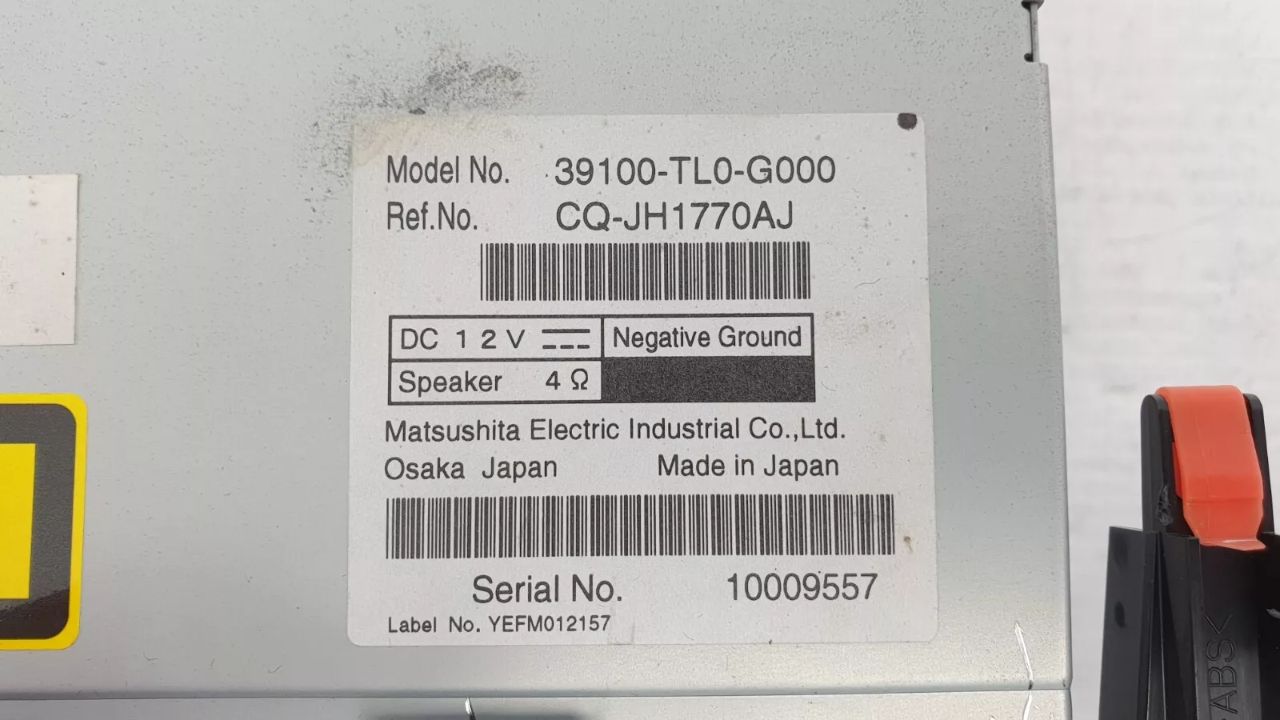 Model No. 39100-TL0-G000
Ref.No. CQ-JH1770AJ
DC 12V Negative Ground
Speaker 4Ω
Matsushita Electric Industrial Co.,Ltd.
Osaka Japan Made in Japan
Serial No. 10009557
Label No. YEFM012157
ABS<